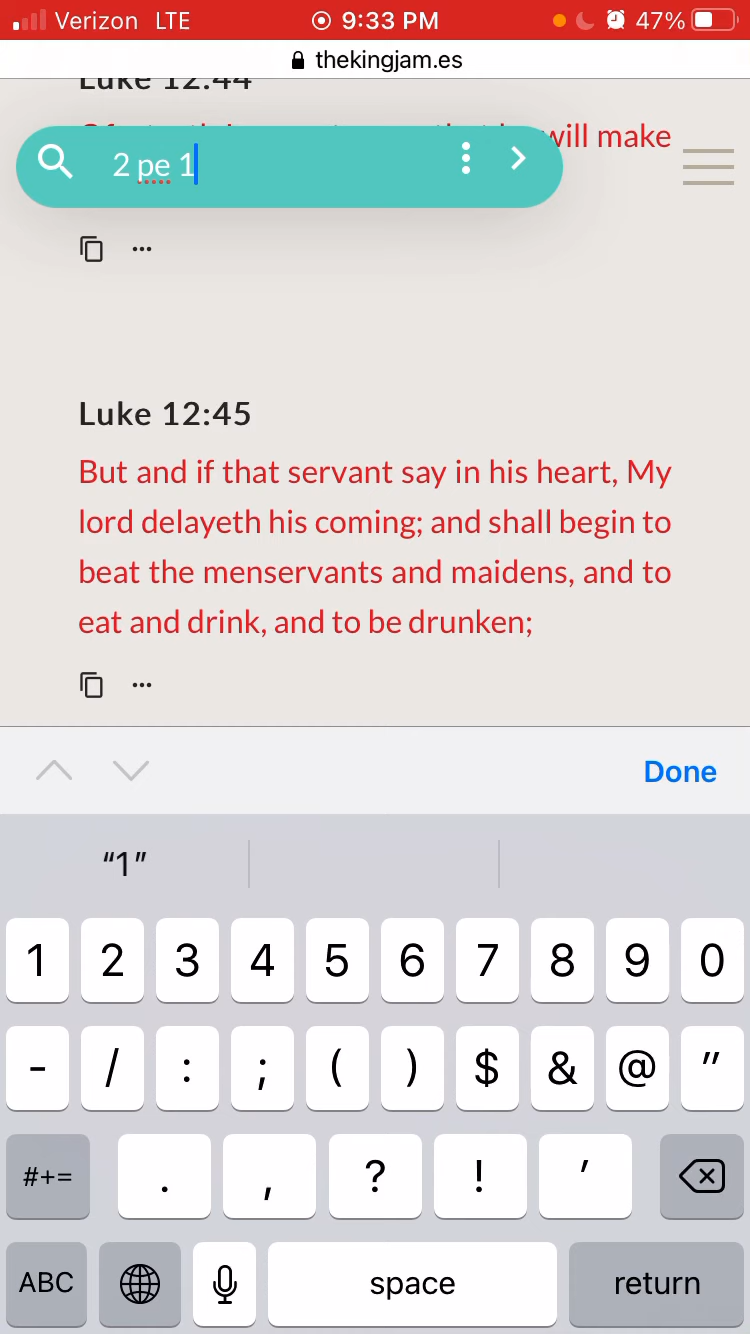 Verizon LTE 9:33 PM 47%
thekingjam.es
Luke 12:44
will make
2 pe 1
Luke 12:45
But and if that servant say in his heart, My
lord delayeth his coming; and shall begin to
beat the menservants and maidens, and to
eat and drink, and to be drunken;
Done
“1”
1 2 3 4 5 6 7 8 9 0
- / : ; ( ) $ & @ "
#+= . , ? ! '
ABC space return